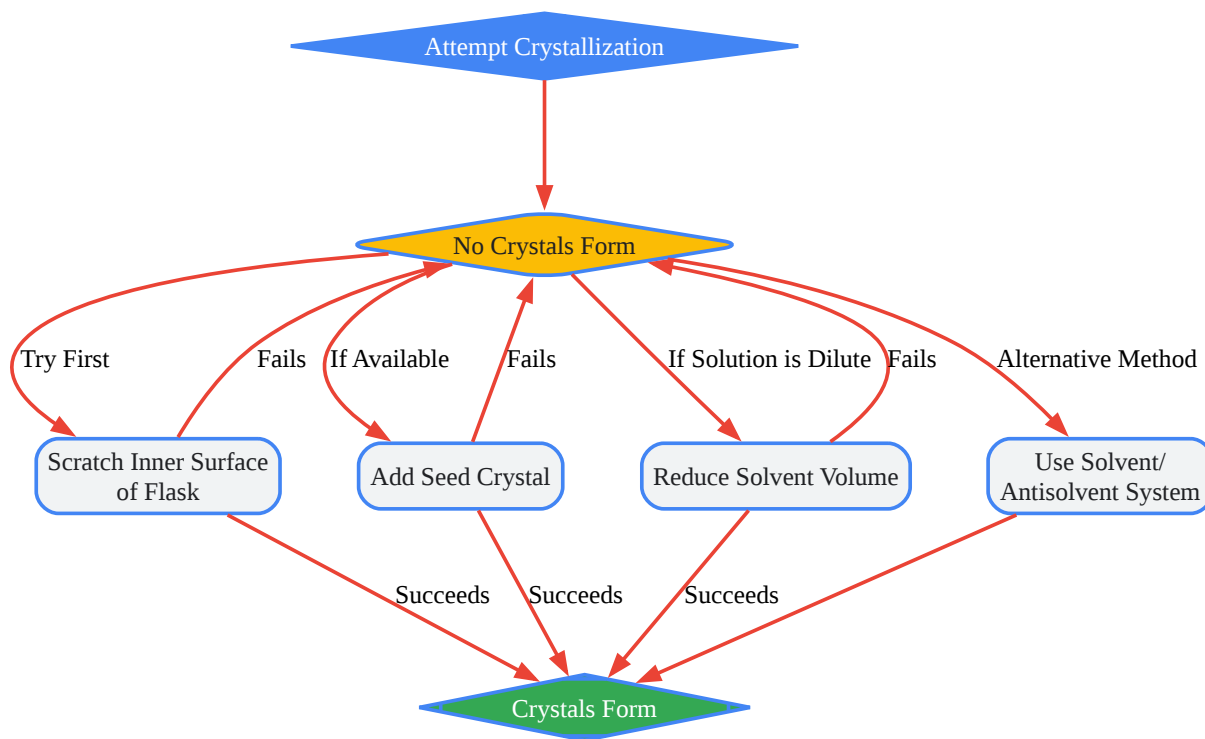 Attempt Crystallization
No Crystals Form
Try First
Fails
If Available
Fails
If Solution is Dilute
Fails
Alternative Method
Scratch Inner Surface
of Flask
Add Seed Crystal
Reduce Solvent Volume
Use Solvent/
Antisolvent System
Succeeds
Succeeds
Succeeds
Crystals Form